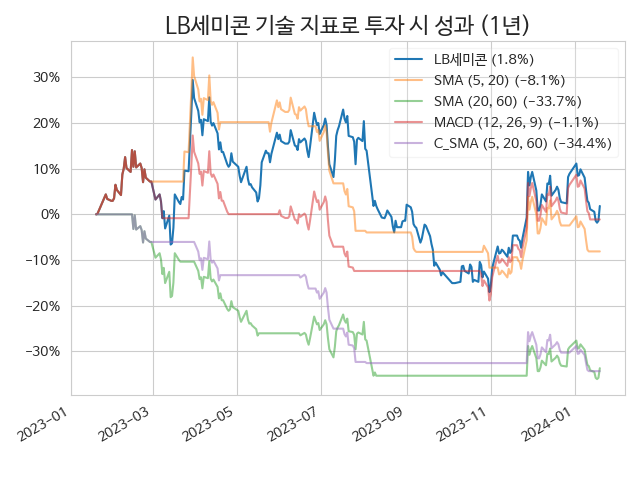 LB세미콘 기술 지표로 투자 시 성과 (1년)
LB세미콘 (1.8%)
SMA (5, 20) (−8.1%)
SMA (20, 60) (−33.7%)
MACD (12, 26, 9) (−1.1%)
C_SMA (5, 20, 60) (−34.4%)
30%
20%
10%
0%
−10%
−20%
−30%
2023-01
2023-03
2023-05
2023-07
2023-09
2023-11
2024-01